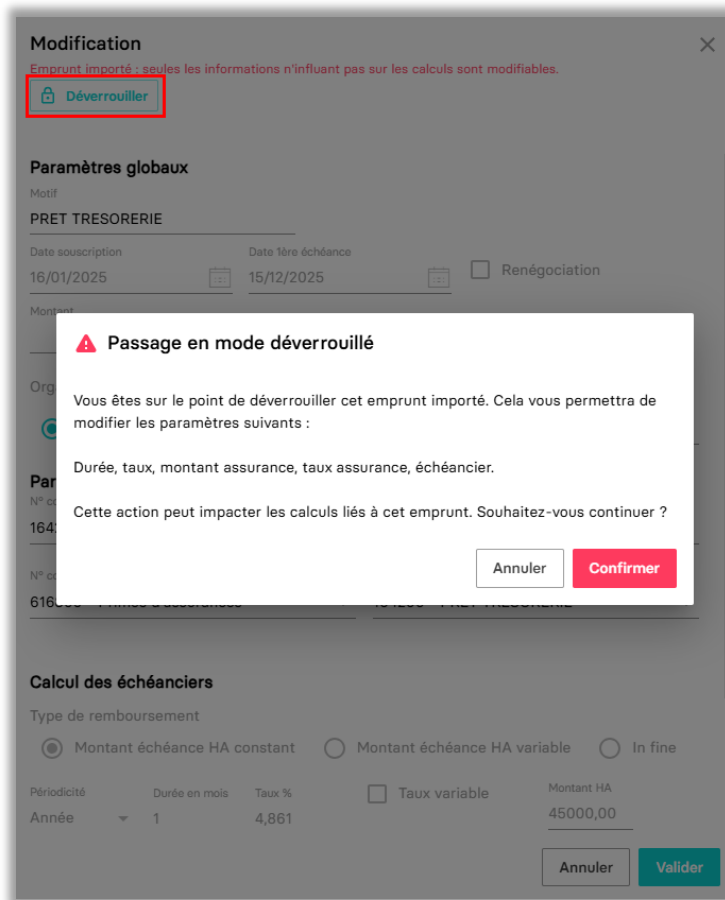 Modification
Emprunt importé : seules les informations n'influant pas sur les calculs sont modifiables.
Déverrouiller
Paramètres globaux
Motif
PRET TRESORERIE
Date souscription Date 1ère échéance
16/01/2025 15/12/2025 Renégociation
Montant
Passage en mode déverrouillé
Org
Vous êtes sur le point de déverrouiller cet emprunt importé. Cela vous permettra de
modifier les paramètres suivants :
Durée, taux, montant assurance, taux assurance, échéancier.
Par
N° co
Cette action peut impacter les calculs liés à cet emprunt. Souhaitez-vous continuer ?
Annuler Confirmer
N° co
Calcul des échéanciers
Type de remboursement
Montant échéance HA constant Montant échéance HA variable In fine
Périodicité Durée en mois Taux % Taux variable Montant HA
Année 1 4,861 45000,00
Annuler Valider